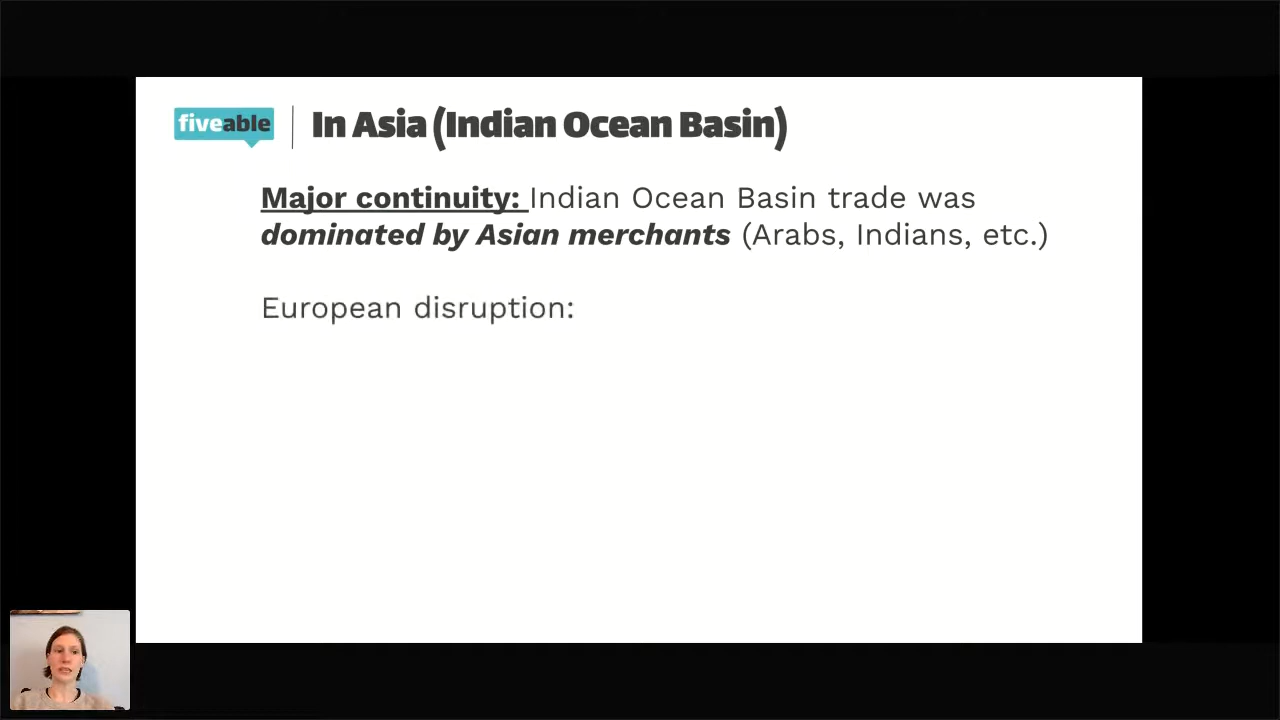 fiveable
In Asia (Indian Ocean Basin)
Major continuity: Indian Ocean Basin trade was
dominated by Asian merchants (Arabs, Indians, etc.)
European disruption: